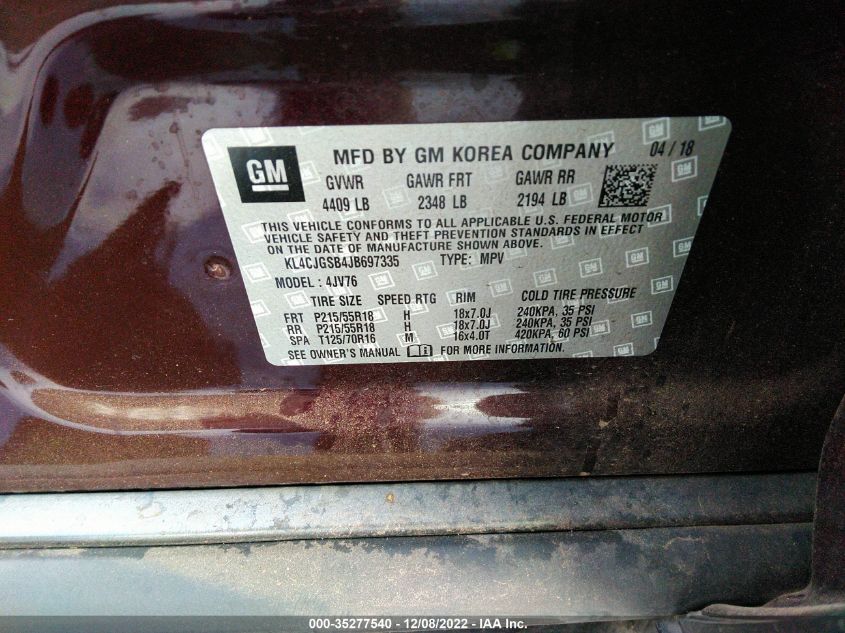 GM MFD BY GM KOREA COMPANY 04 / 18
GVWR GAWR FRT GAWR RR
4409 LB 2348 LB 2194 LB
THIS VEHICLE CONFORMS TO ALL APPLICABLE U.S. FEDERAL MOTOR
VEHICLE SAFETY AND THEFT PREVENTION STANDARDS IN EFFECT
ON THE DATE OF MANUFACTURE SHOWN ABOVE.
KL4CJGSB4JB697335 TYPE: MPV
MODEL : 4JV76
TIRE SIZE SPEED RTG RIM COLD TIRE PRESSURE
FRT P215/55R18 H 18x7.0J 240KPA, 35 PSI
RR P215/55R18 H 18x7.0J 240KPA, 35 PSI
SPA T125/70R16 M 16x4.0T 420KPA, 60 PSI
SEE OWNER'S MANUAL FOR MORE INFORMATION.
000-35277540 - 12/08/2022 - IAA Inc.